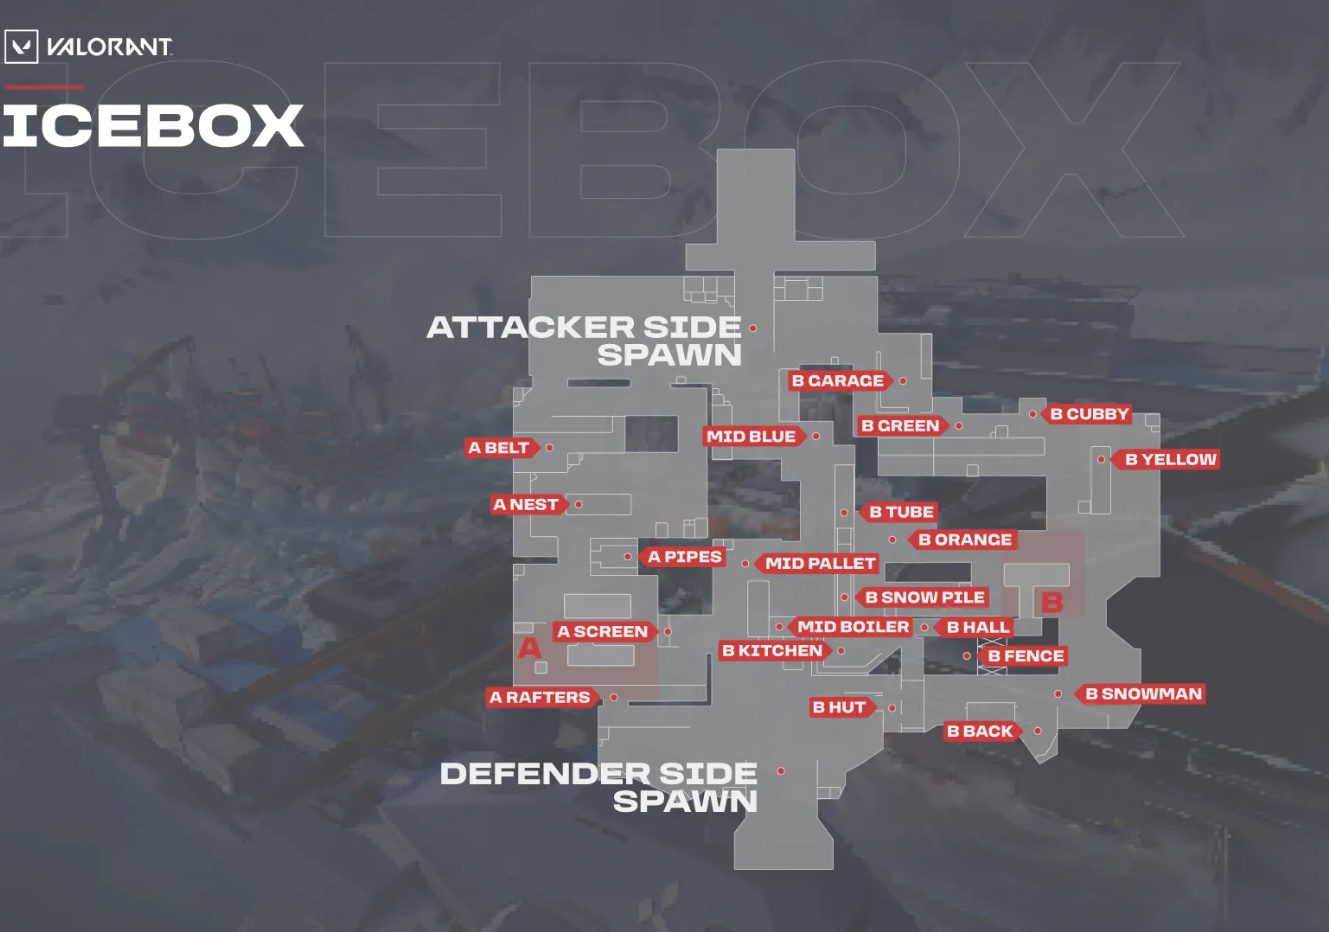 VALORANT
ICEBOX
ICEBOX
ATTACKER SIDE
SPAWN
B GARAGE
B CUBBY
B GREEN
MID BLUE
A BELT
B YELLOW
A NEST
B TUBE
B ORANGE
A PIPES
MID PALLET
B SNOW PILE
B
MID BOILER
B HALL
A SCREEN
A
B KITCHEN
B FENCE
B SNOWMAN
A RAFTERS
B HUT
B BACK
DEFENDER SIDE
SPAWN